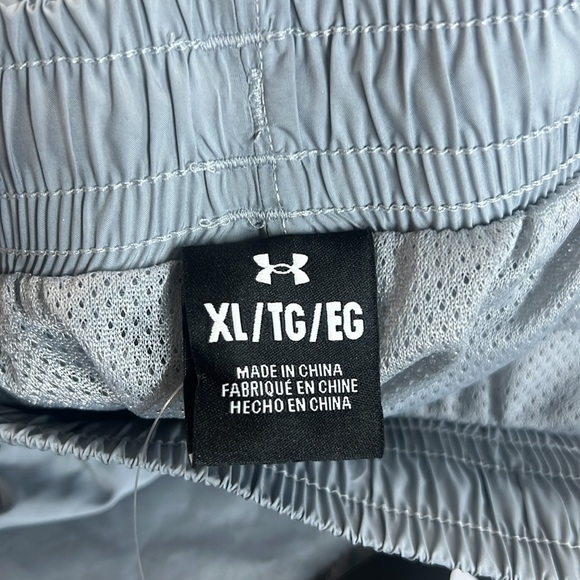 XL/TG/EG
MADE IN CHINA
FABRIQUÉ EN CHINE
HECHO EN CHINA